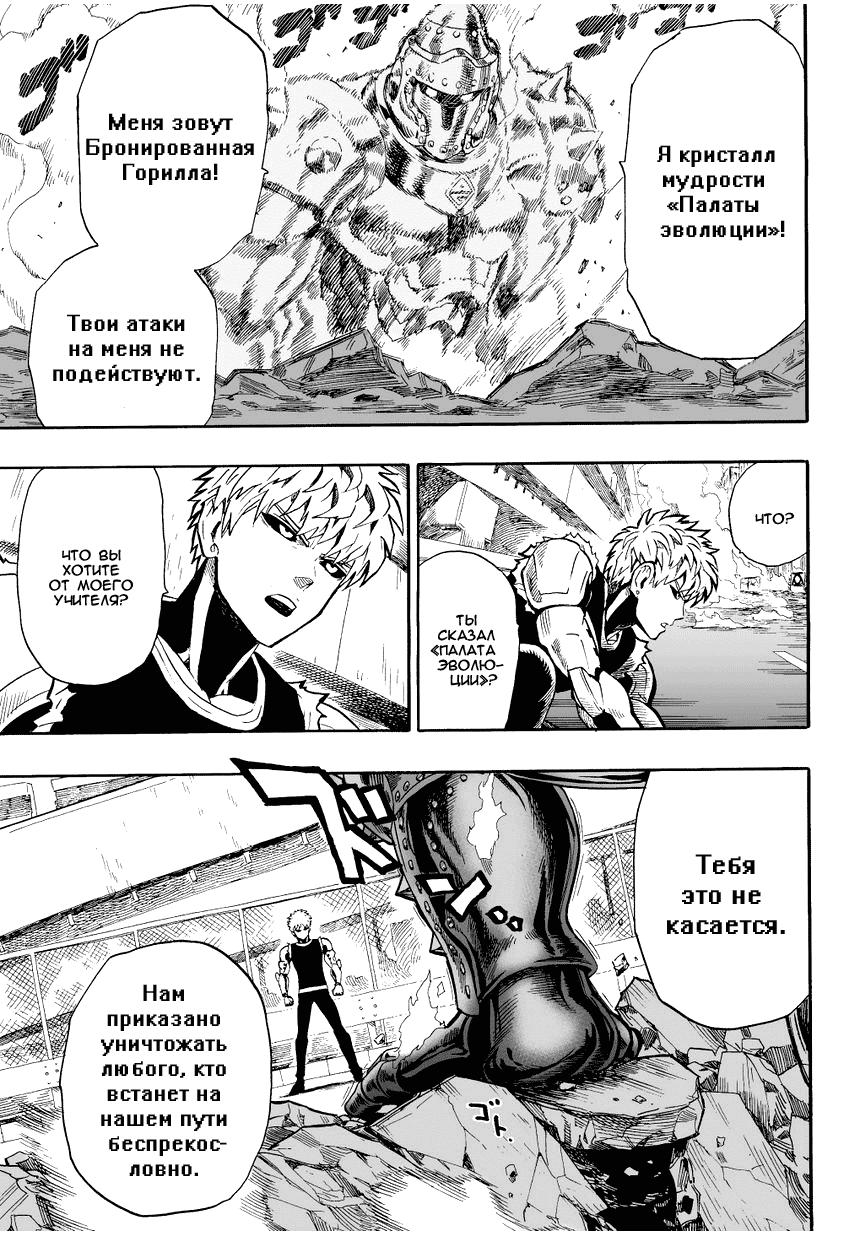 Я кристалл
мудрости
«Палаты
эволюции»!
Меня зовут
Бронированная
Горилла!
Твои атаки
на меня не
подействуют.
ЧТО?
ТЫ
СКАЗАЛ
«ПАЛАТА
ЭВОЛЮ-
ЦИИ»?
ЧТО ВЫ
ХОТИТЕ
ОТ МОЕГО
УЧИТЕЛЯ?
Тебя
это не
касается.
Нам
приказано
уничтожать
любого, кто
встанет на
нашем пути
беспрекос-
ловно.
ゴト.